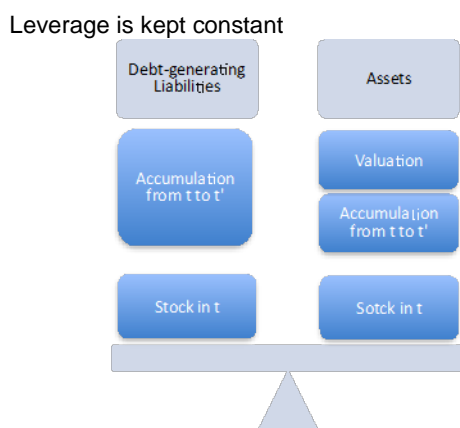 Leverage is kept constant
Debt-generating
Liabilities
Assets
Accumulation
from t to t'
Valuation
Accumulation
from t to t'
Stock in t
Sotck in t